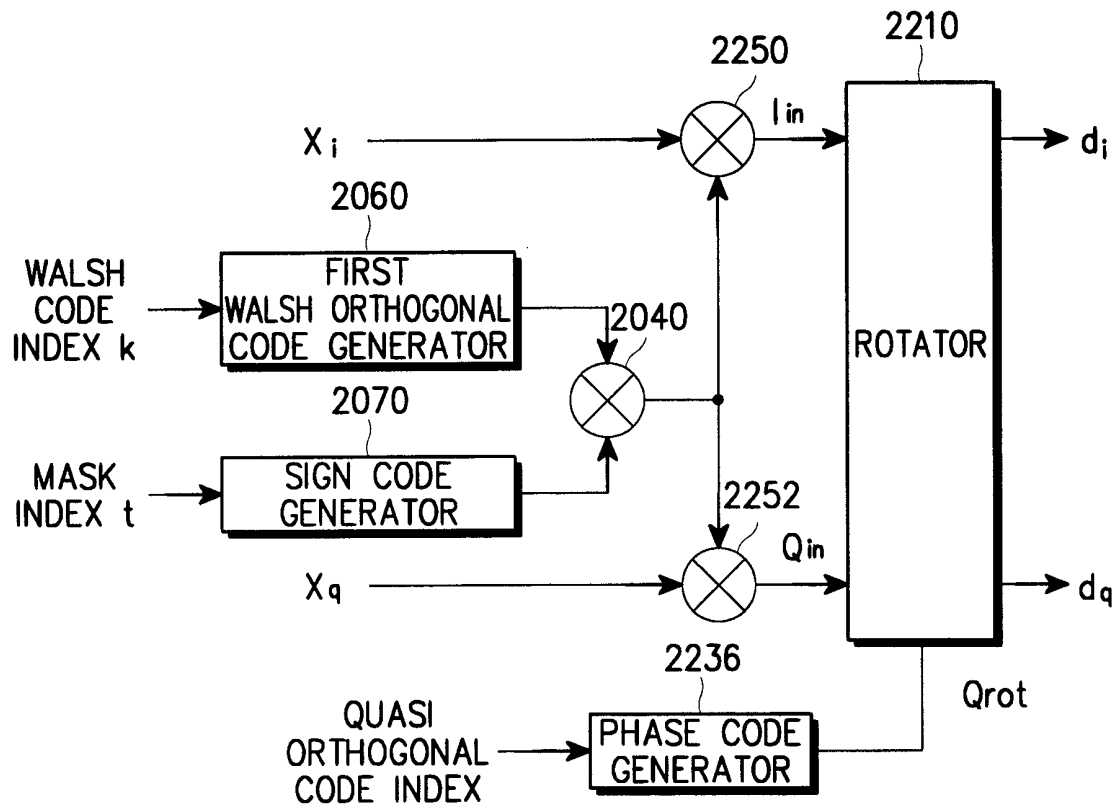 2210
2250
I in
X i
d i
2060
WALSH
CODE
INDEX k
FIRST
WALSH ORTHOGONAL
CODE GENERATOR
2040
ROTATOR
2070
MASK
INDEX t
SIGN CODE
GENERATOR
2252
Q in
X q
d q
2236
Qrot
QUASI
ORTHOGONAL
CODE INDEX
PHASE CODE
GENERATOR